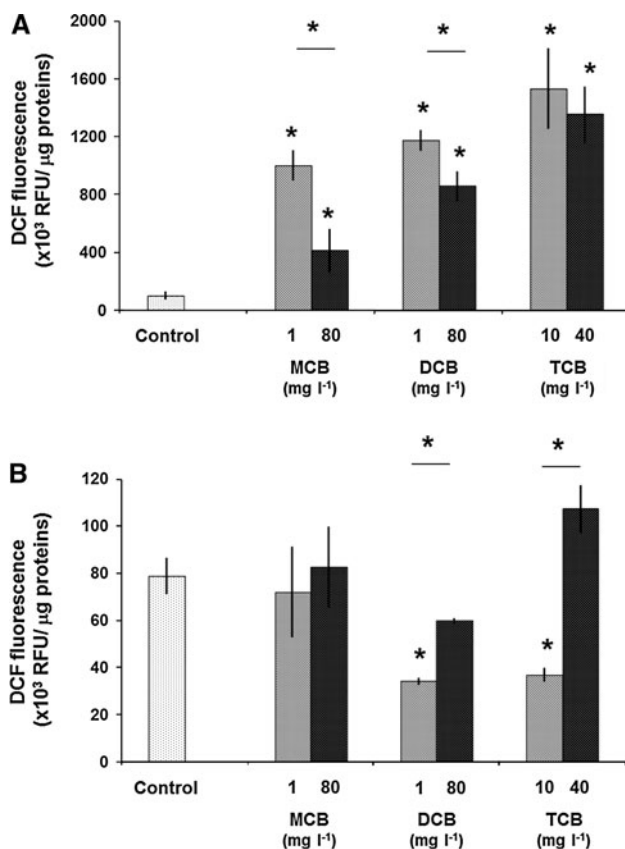 A
DCF fluorescence
(x10³ RFU/ µg proteins)
2000
1600
1200
800
400
0
* * * * * * * *
Control
1 80 1 80 10 40
MCB DCB TCB
(mg l⁻¹) (mg l⁻¹) (mg l⁻¹)
B
DCF fluorescence
(x10³ RFU/ µg proteins)
120
100
80
60
40
20
0
* * * *
Control
1 80 1 80 10 40
MCB DCB TCB
(mg l⁻¹) (mg l⁻¹) (mg l⁻¹)